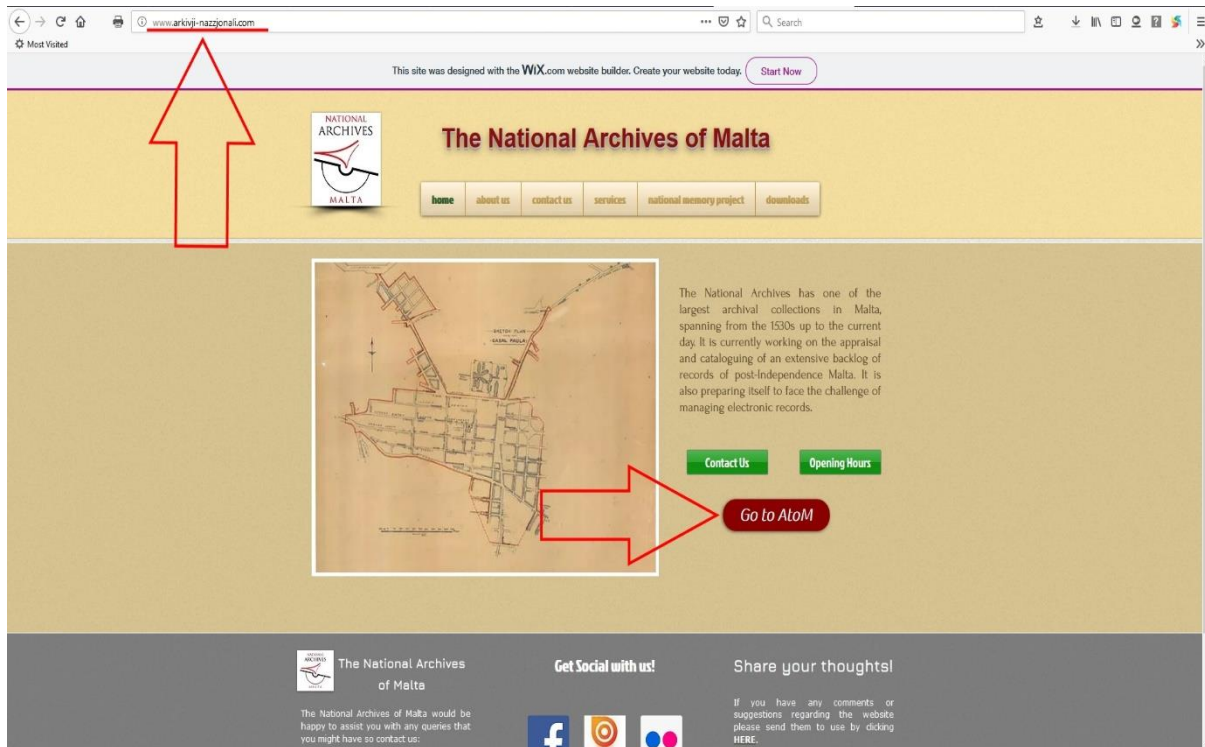 www.arkivji-nazzjonali.com
Search
Most Visited
This site was designed with the WiX.com website builder. Create your website today. Start Now
NATIONAL
ARCHIVES
MALTA
The National Archives of Malta
home about us contact us services national memory project downloads
SKETCH PLAN
CASAL PAULA
The National Archives has one of the
largest archival collections in Malta,
spanning from the 1530s up to the current
day. It is currently working on the appraisal
and cataloguing of an extensive backlog of
records of post-Independence Malta. It is
also preparing itself to face the challenge of
managing electronic records.
Contact Us Opening Hours
Go to AtoM
The National Archives
of Malta
The National Archives of Malta would be
happy to assist you with any queries that
you might have so contact us:
Get Social with us!
Share your thoughts!
If you have any comments or
suggestions regarding the website
please send them to use by clicking
HERE.